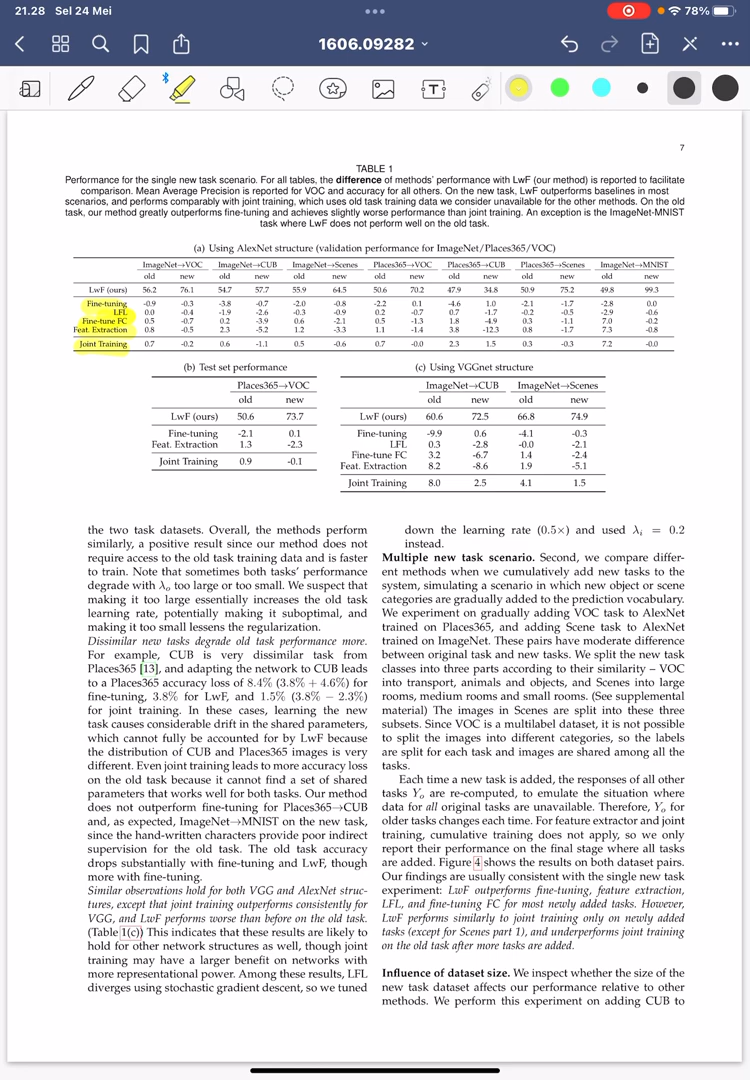 21.28 Sel 24 Mei
78%
1606.09282
7
TABLE 1
Performance for the single new task scenario. For all tables, the difference of methods' performance with LwF (our method) is reported to facilitate
comparison. Mean Average Precision is reported for VOC and accuracy for all others. On the new task, LwF outperforms baselines in most
scenarios, and performs comparably with joint training, which uses old task training data we consider unavailable for the other methods. On the old
task, our method greatly outperforms fine-tuning and achieves slightly worse performance than joint training. An exception is the ImageNet-MNIST
task where LwF does not perform well on the old task.
(a) Using AlexNet structure (validation performance for ImageNet/Places365/VOC)
ImageNet→VOC ImageNet→CUB ImageNet→Scenes Places365→VOC Places365→CUB Places365→Scenes ImageNet→MNIST
old new old new old new old new old new old new old new
LwF (ours) 56.2 76.1 54.7 57.7 55.9 64.5 50.6 70.2 47.9 34.8 50.9 75.2 49.8 99.3
Fine-tuning -0.9 -0.3 -3.8 -0.7 -2.0 -0.8 -2.2 0.1 -4.6 1.0 -2.1 -1.7 -2.8 0.0
LFL 0.0 -0.4 -1.9 -2.6 -0.3 -0.9 0.2 -0.7 0.7 -1.7 -0.2 -0.5 -2.9 -0.6
Fine-tune FC 0.5 -0.7 0.2 -3.9 0.6 -2.1 0.5 -1.3 1.8 -4.9 0.3 -1.1 7.0 -0.2
Feat. Extraction 0.8 -0.5 2.3 -5.2 1.2 -3.3 1.1 -1.4 3.8 -12.3 0.8 -1.7 7.3 -0.8
Joint Training 0.7 -0.2 0.6 -1.1 0.5 -0.6 0.7 -0.0 2.3 1.5 0.3 -0.3 7.2 -0.0
(b) Test set performance
Places365→VOC
old new
LwF (ours) 50.6 73.7
Fine-tuning -2.1 0.1
Feat. Extraction 1.3 -2.3
Joint Training 0.9 -0.1
(c) Using VGGnet structure
ImageNet→CUB ImageNet→Scenes
old new old new
LwF (ours) 60.6 72.5 66.8 74.9
Fine-tuning -9.9 0.6 -4.1 -0.3
LFL 0.3 -2.8 -0.0 -2.1
Fine-tune FC 3.2 -6.7 1.4 -2.4
Feat. Extraction 8.2 -8.6 1.9 -5.1
Joint Training 8.0 2.5 4.1 1.5
the two task datasets. Overall, the methods perform
similarly, a positive result since our method does not
require access to the old task training data and is faster
to train. Note that sometimes both tasks' performance
degrade with λo too large or too small. We suspect that
making it too large essentially increases the old task
learning rate, potentially making it suboptimal, and
making it too small lessens the regularization.
Dissimilar new tasks degrade old task performance more.
For example, CUB is very dissimilar task from
Places365 [13], and adapting the network to CUB leads
to a Places365 accuracy loss of 8.4% (3.8% + 4.6%) for
fine-tuning, 3.8% for LwF, and 1.5% (3.8% − 2.3%)
for joint training. In these cases, learning the new
task causes considerable drift in the shared parameters,
which cannot fully be accounted for by LwF because
the distribution of CUB and Places365 images is very
different. Even joint training leads to more accuracy loss
on the old task because it cannot find a set of shared
parameters that works well for both tasks. Our method
does not outperform fine-tuning for Places365→CUB
and, as expected, ImageNet→MNIST on the new task,
since the hand-written characters provide poor indirect
supervision for the old task. The old task accuracy
drops substantially with fine-tuning and LwF, though
more with fine-tuning.
Similar observations hold for both VGG and AlexNet struc-
tures, except that joint training outperforms consistently for
VGG, and LwF performs worse than before on the old task.
(Table 1(c)) This indicates that these results are likely to
hold for other network structures as well, though joint
training may have a larger benefit on networks with
more representational power. Among these results, LFL
diverges using stochastic gradient descent, so we tuned
down the learning rate (0.5×) and used λi = 0.2
instead.
Multiple new task scenario. Second, we compare differ-
ent methods when we cumulatively add new tasks to the
system, simulating a scenario in which new object or scene
categories are gradually added to the prediction vocabulary.
We experiment on gradually adding VOC task to AlexNet
trained on Places365, and adding Scene task to AlexNet
trained on ImageNet. These pairs have moderate difference
between original task and new tasks. We split the new task
classes into three parts according to their similarity – VOC
into transport, animals and objects, and Scenes into large
rooms, medium rooms and small rooms. (See supplemental
material) The images in Scenes are split into these three
subsets. Since VOC is a multilabel dataset, it is not possible
to split the images into different categories, so the labels
are split for each task and images are shared among all the
tasks.
Each time a new task is added, the responses of all other
tasks Yo are re-computed, to emulate the situation where
data for all original tasks are unavailable. Therefore, Yo for
older tasks changes each time. For feature extractor and joint
training, cumulative training does not apply, so we only
report their performance on the final stage where all tasks
are added. Figure 4 shows the results on both dataset pairs.
Our findings are usually consistent with the single new task
experiment: LwF outperforms fine-tuning, feature extraction,
LFL, and fine-tuning FC for most newly added tasks. However,
LwF performs similarly to joint training only on newly added
tasks (except for Scenes part 1), and underperforms joint training
on the old task after more tasks are added.
Influence of dataset size. We inspect whether the size of the
new task dataset affects our performance relative to other
methods. We perform this experiment on adding CUB to